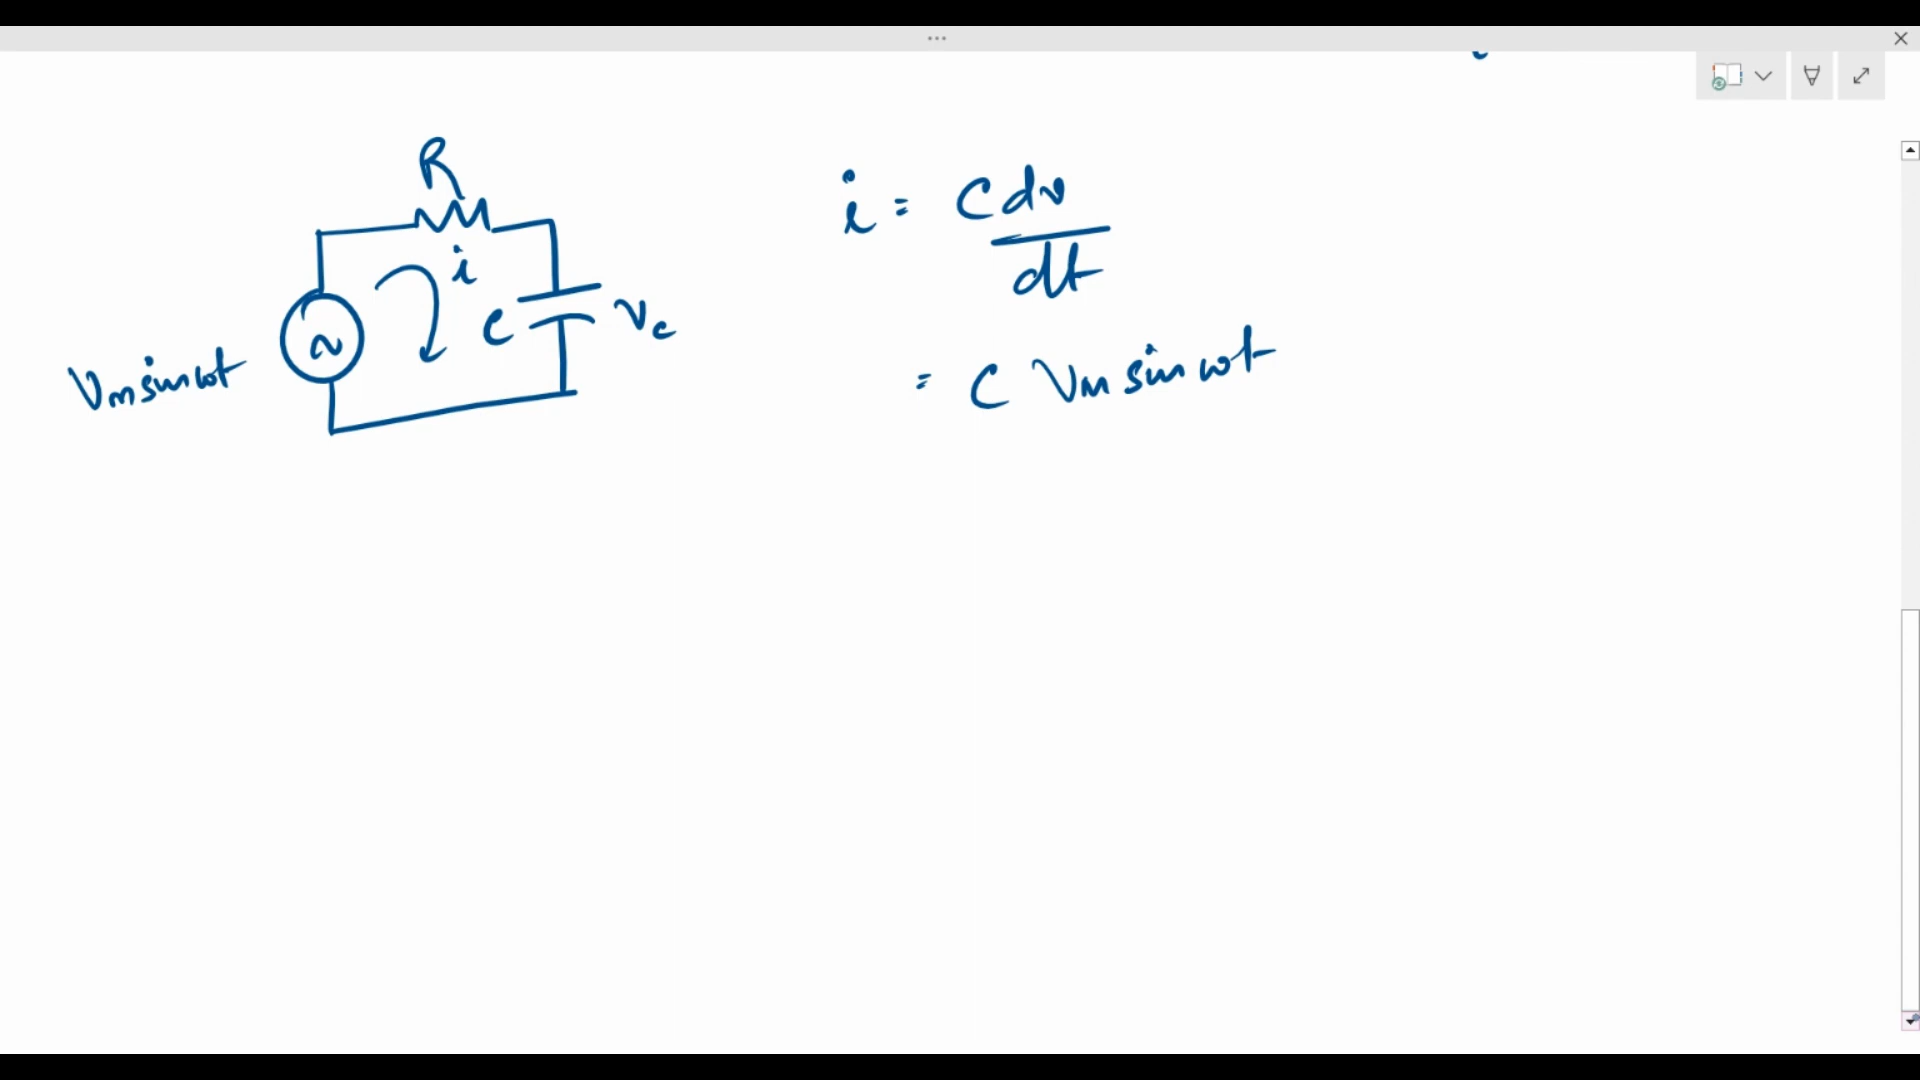 R
i
C
Vc
Vm sin ωt
i = C dv
dt
= C Vm sin ωt